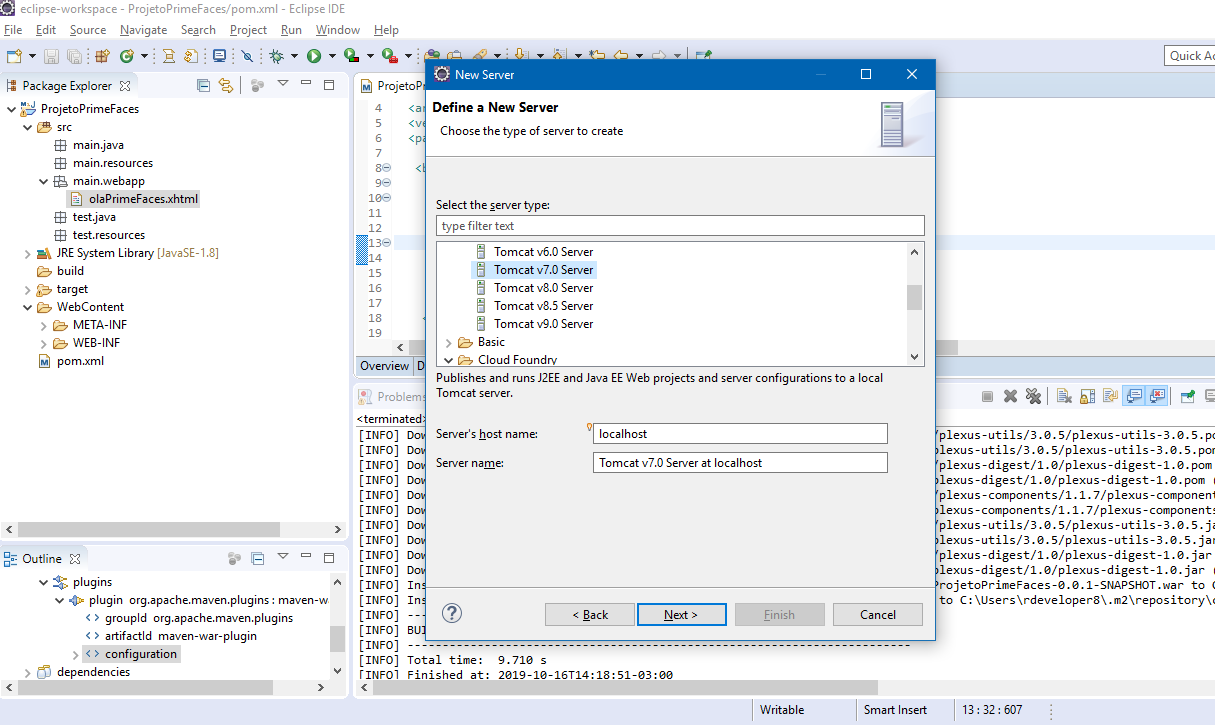 eclipse-workspace - ProjetoPrimeFaces/pom.xml - Eclipse IDE
File Edit Source Navigate Search Project Run Window Help
Quick Ac
Package Explorer
ProjetoPrimeFaces
src
main.java
main.resources
main.webapp
olaPrimeFaces.xhtml
test.java
test.resources
JRE System Library [JavaSE-1.8]
build
target
WebContent
META-INF
WEB-INF
pom.xml
Outline
plugins
plugin org.apache.maven.plugins : maven-wa
groupId org.apache.maven.plugins
artifactId maven-war-plugin
configuration
dependencies
ProjetoPr
4 <ar
5 <ve
6 <pa
7
8 <b
9
10
11
12
13
14
15
16
17
18 <
19
Overview D
New Server
Define a New Server
Choose the type of server to create
Select the server type:
type filter text
Tomcat v6.0 Server
Tomcat v7.0 Server
Tomcat v8.0 Server
Tomcat v8.5 Server
Tomcat v9.0 Server
Basic
Cloud Foundry
Publishes and runs J2EE and Java EE Web projects and server configurations to a local
Tomcat server.
Server's host name: localhost
Server name: Tomcat v7.0 Server at localhost
? < Back Next > Finish Cancel
Problems
<terminated>
[INFO] Dow /plexus-utils/3.0.5/plexus-utils-3.0.5.po
[INFO] Dow plexus-utils/3.0.5/plexus-utils-3.0.5.pom
[INFO] Dow /plexus-digest/1.0/plexus-digest-1.0.pom
[INFO] Dow plexus-digest/1.0/plexus-digest-1.0.pom (
[INFO] Dow /plexus-components/1.1.7/plexus-component
[INFO] Dow plexus-components/1.1.7/plexus-components
[INFO] Dow /plexus-utils/3.0.5/plexus-utils-3.0.5.ja
[INFO] Dow plexus-utils/3.0.5/plexus-utils-3.0.5.jar
[INFO] Dow /plexus-digest/1.0/plexus-digest-1.0.jar
[INFO] Dow plexus-digest/1.0/plexus-digest-1.0.jar (
[INFO] Ins ProjetoPrimeFaces-0.0.1-SNAPSHOT.war to C
[INFO] Ins to C:\Users\rdeveloper8\.m2\repository\c
[INFO] ---
[INFO] BUI
[INFO] ------------------------------------------------------------------------
[INFO] Total time: 9.710 s
[INFO] Finished at: 2019-10-16T14:18:51-03:00
Writable Smart Insert 13 : 32 : 607